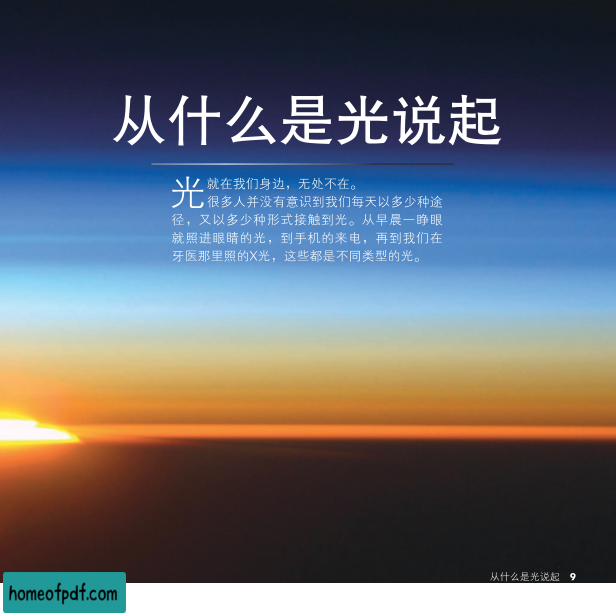 从什么是光说起
光就在我们身边，无处不在。
很多人并没有意识到我们每天以多少种途
径，又以多少种形式接触到光。从早晨一睁眼
就照进眼睛的光，到手机的来电，再到我们在
牙医那里照的X光，这些都是不同类型的光。
从什么是光说起 9
homeofpdf.com